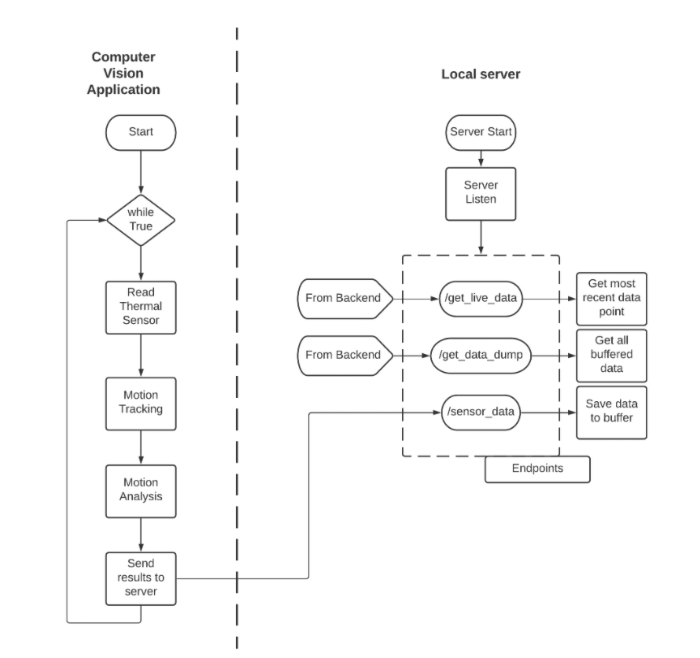 Computer
Vision
Application
Start
while
True
Read
Thermal
Sensor
Motion
Tracking
Motion
Analysis
Send
results to
server
Local server
Server Start
Server
Listen
From Backend
/get_live_data
Get most
recent data
point
From Backend
/get_data_dump
Get all
buffered
data
/sensor_data
Save data
to buffer
Endpoints